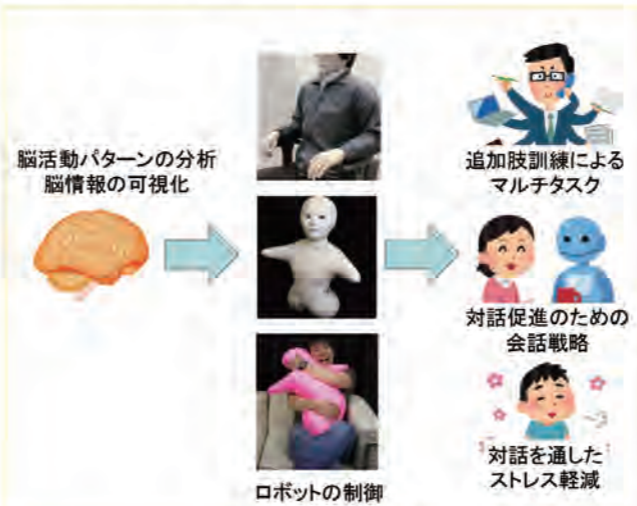 脳活動パターンの分析
脳情報の可視化
ロボットの制御
追加肢訓練による
マルチタスク
対話促進のための
会話戦略
対話を通した
ストレス軽減